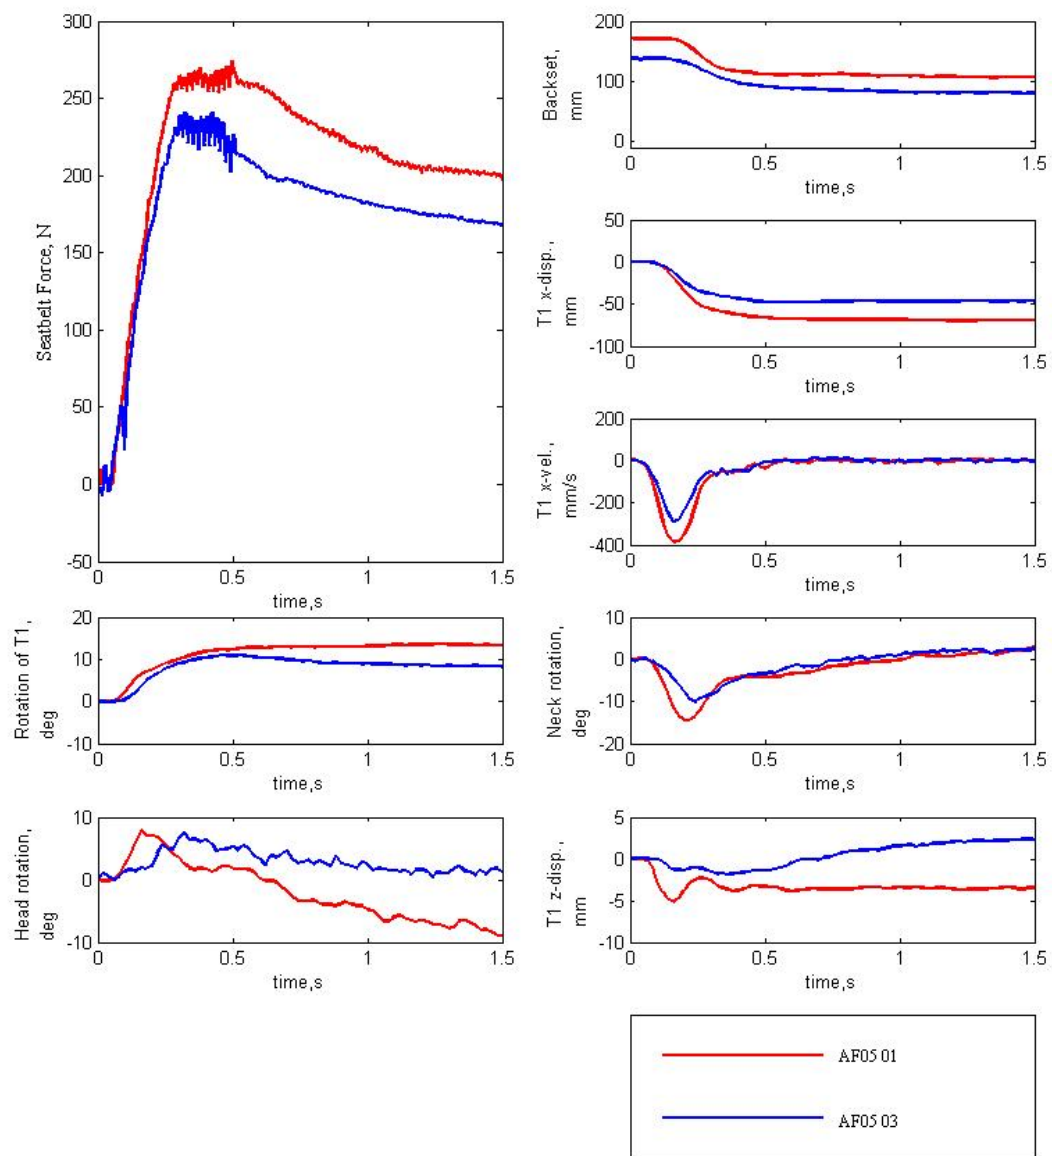 300
250
200
150
100
50
0
-50
Seatbelt Force, N
0 0.5 1 1.5
time,s
200
100
0
Backset,
mm
0 0.5 1 1.5
time,s
50
0
-50
-100
T1 x-disp.,
mm
0 0.5 1 1.5
time,s
200
0
-200
-400
T1 x-vel.,
mm/s
0 0.5 1 1.5
time,s
20
10
0
-10
Rotation of T1,
deg
0 0.5 1 1.5
time,s
10
0
-10
-20
Neck rotation,
deg
0 0.5 1 1.5
time,s
10
0
-10
Head rotation,
deg
0 0.5 1 1.5
time,s
5
0
-5
-10
T1 z-disp.,
mm
0 0.5 1 1.5
time,s
AF05 01
AF05 03